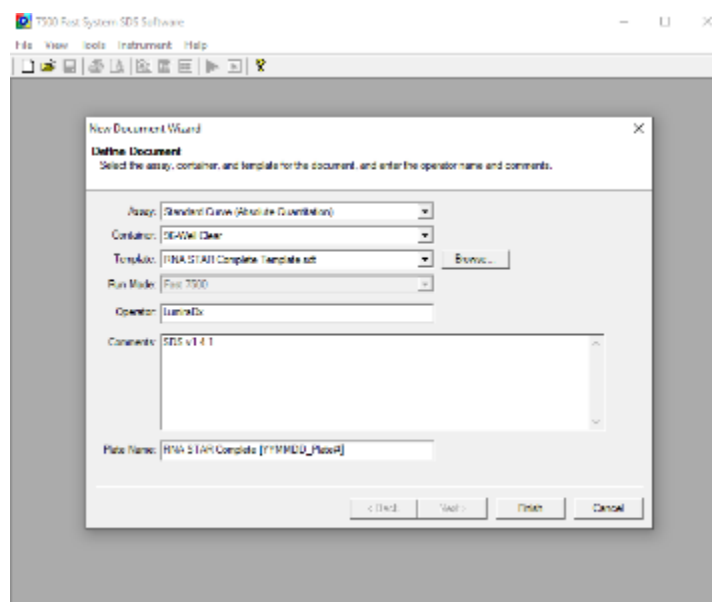 7500 Fast System SDS Software
File View Tools Instrument Help
New Document Wizard
Define Document
Select the assay, container, and template for the document, and enter the operator name and comments.
Assay: Standard Curve (Absolute Quantitation)
Container: 96-Well Clear
Template: RNA STAR Complete Template.sdt
Browse...
Run Mode: Fast 7500
Operator: LumiraDx
Comments: SDS v1.4.1
Plate Name: RNA STAR Complete [YYMMDD_Plate#]
< Back Next > Finish Cancel